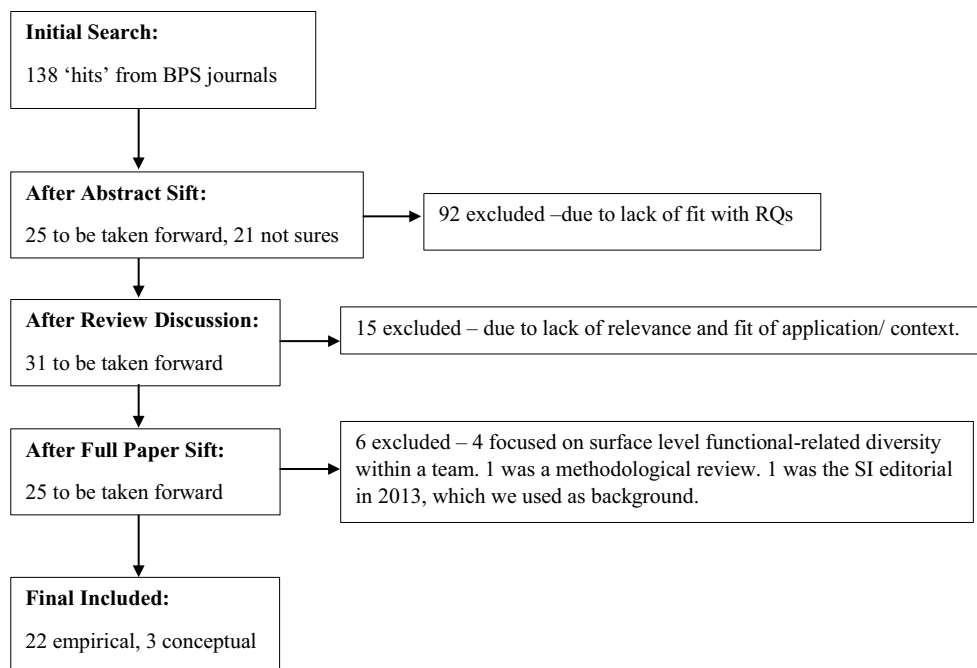 Initial Search:
138 ‘hits’ from BPS journals
After Abstract Sift:
25 to be taken forward, 21 not sures
92 excluded –due to lack of fit with RQs
After Review Discussion:
31 to be taken forward
15 excluded – due to lack of relevance and fit of application/ context.
After Full Paper Sift:
25 to be taken forward
6 excluded – 4 focused on surface level functional-related diversity
within a team. 1 was a methodological review. 1 was the SI editorial
in 2013, which we used as background.
Final Included:
22 empirical, 3 conceptual